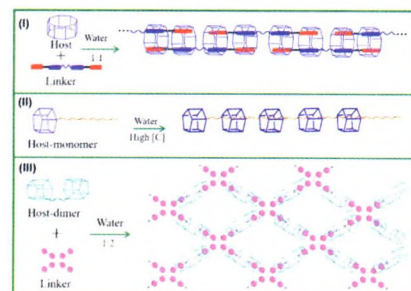 (I)
Host
+
Linker
Water
1:1
(II)
Host-monomer
Water
High [C]
(III)
Host-dimer
+
Linker
Water
1:2